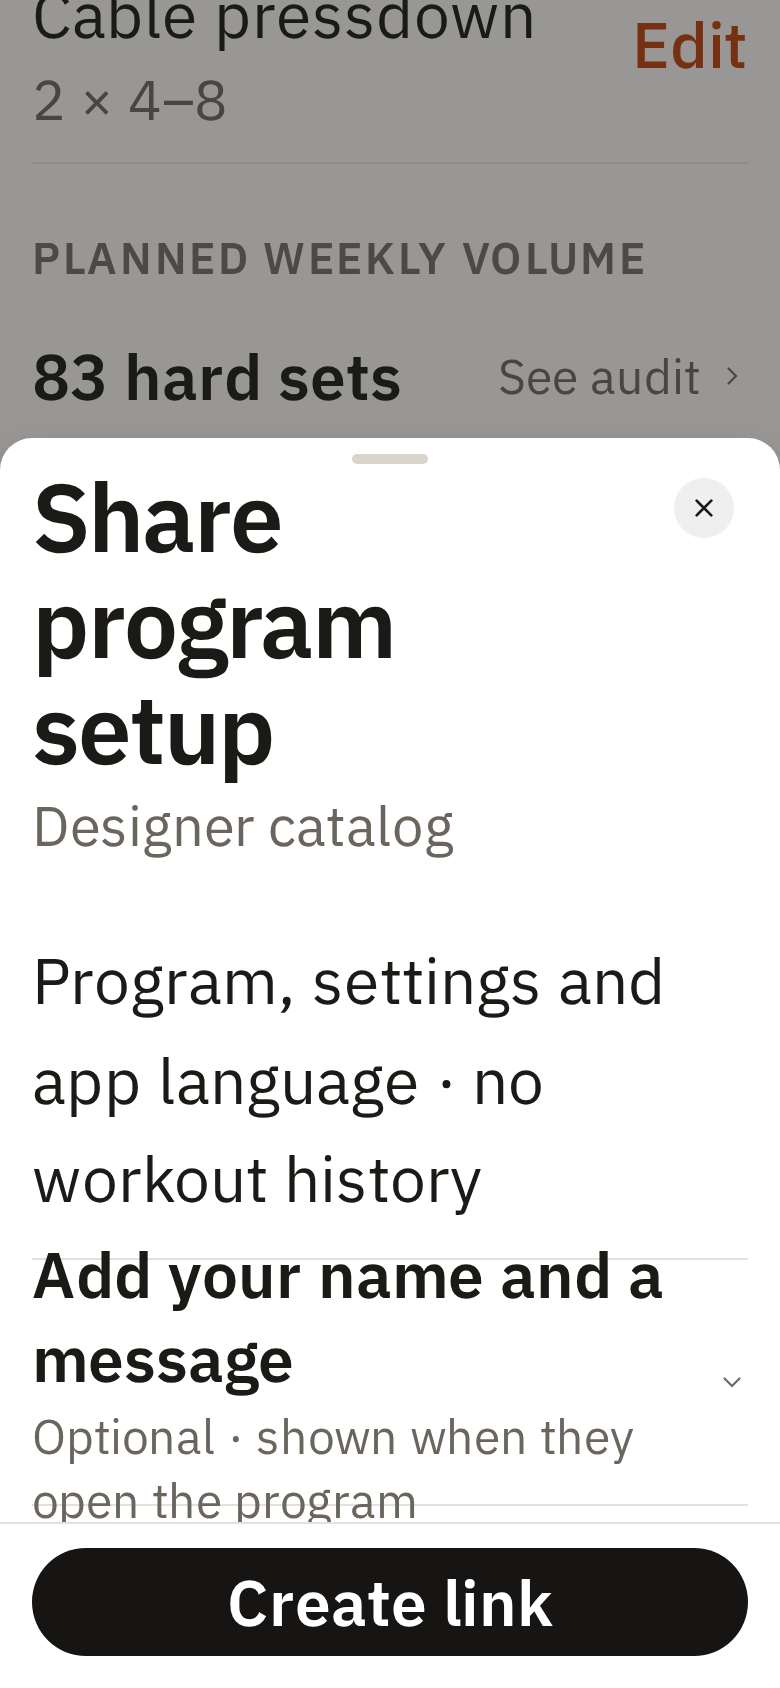 Cable pressdown
Edit
2 × 4–8
PLANNED WEEKLY VOLUME
83 hard sets
See audit
Share
program
setup
Designer catalog
Program, settings and
app language · no
workout history
Add your name and a
message
Optional · shown when they
open the program
Create link